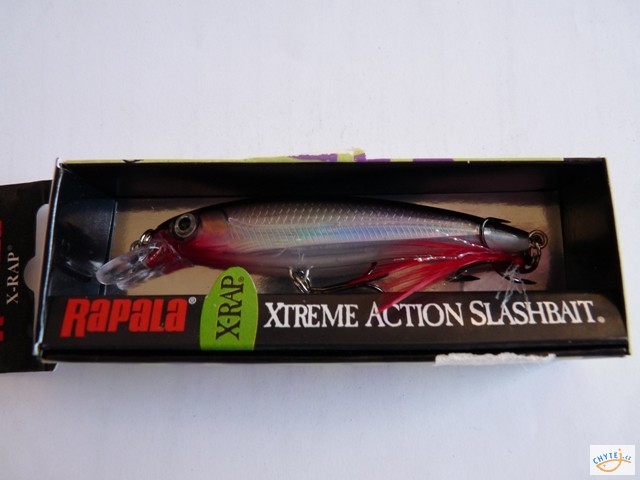 X-RAP®
RAPALA® X-RAP XTREME ACTION SLASHBAIT®
CHYTEJ.cz